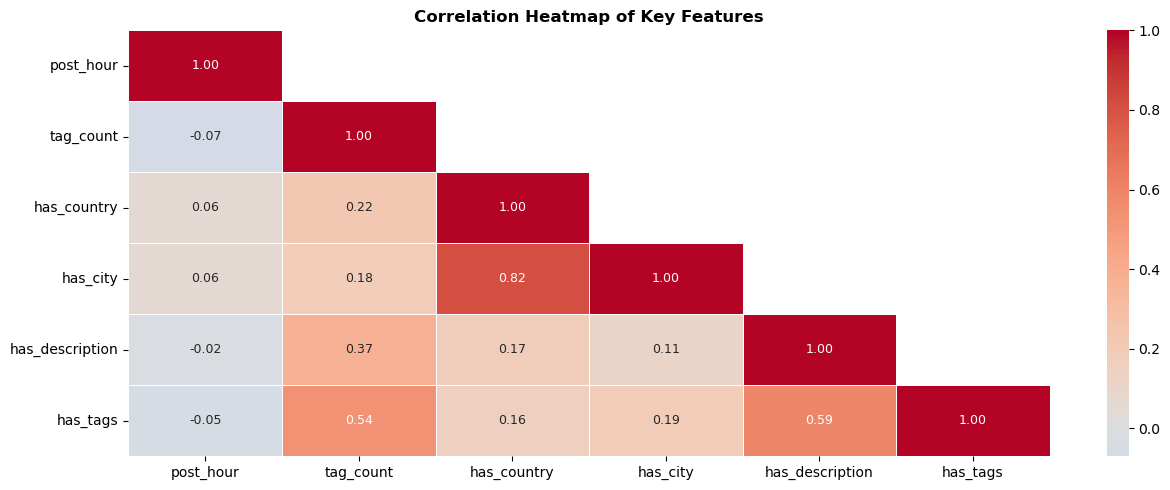 Correlation Heatmap of Key Features
post_hour 1.00
tag_count -0.07 1.00
has_country 0.06 0.22 1.00
has_city 0.06 0.18 0.82 1.00
has_description -0.02 0.37 0.17 0.11 1.00
has_tags -0.05 0.54 0.16 0.19 0.59 1.00
post_hour tag_count has_country has_city has_description has_tags
1.0
0.8
0.6
0.4
0.2
0.0